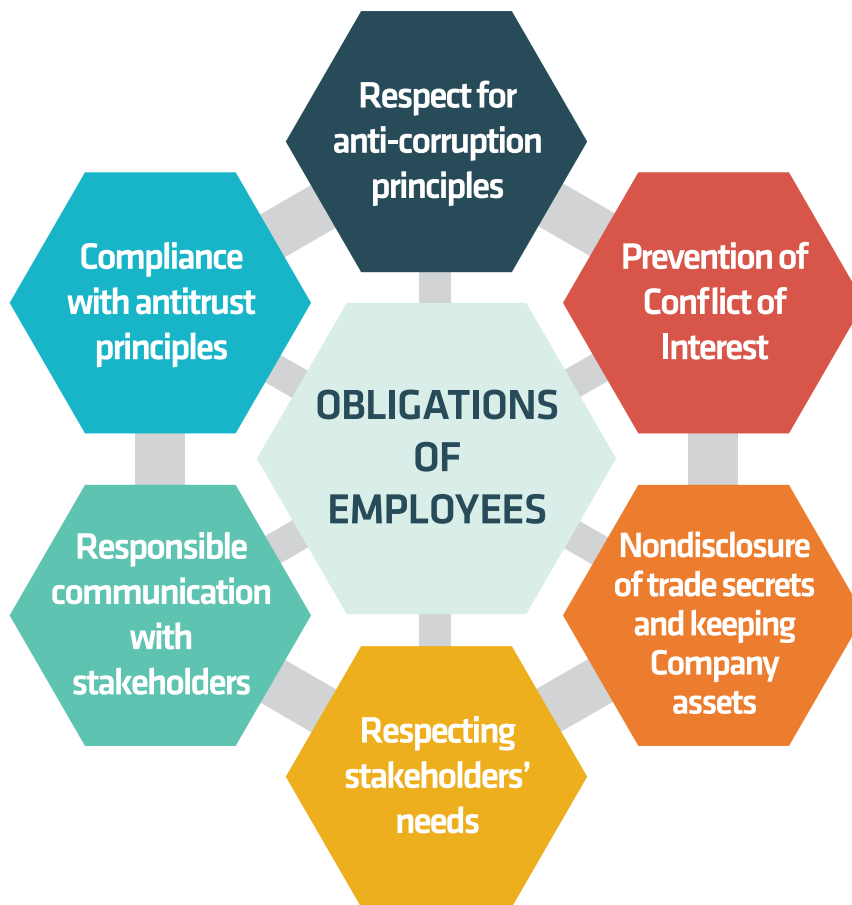 Respect for
anti-corruption
principles
Compliance
with antitrust
principles
Prevention of
Conflict of
Interest
OBLIGATIONS
OF
EMPLOYEES
Responsible
communication
with
stakeholders
Nondisclosure
of trade secrets
and keeping
Company
assets
Respecting
stakeholders’
needs